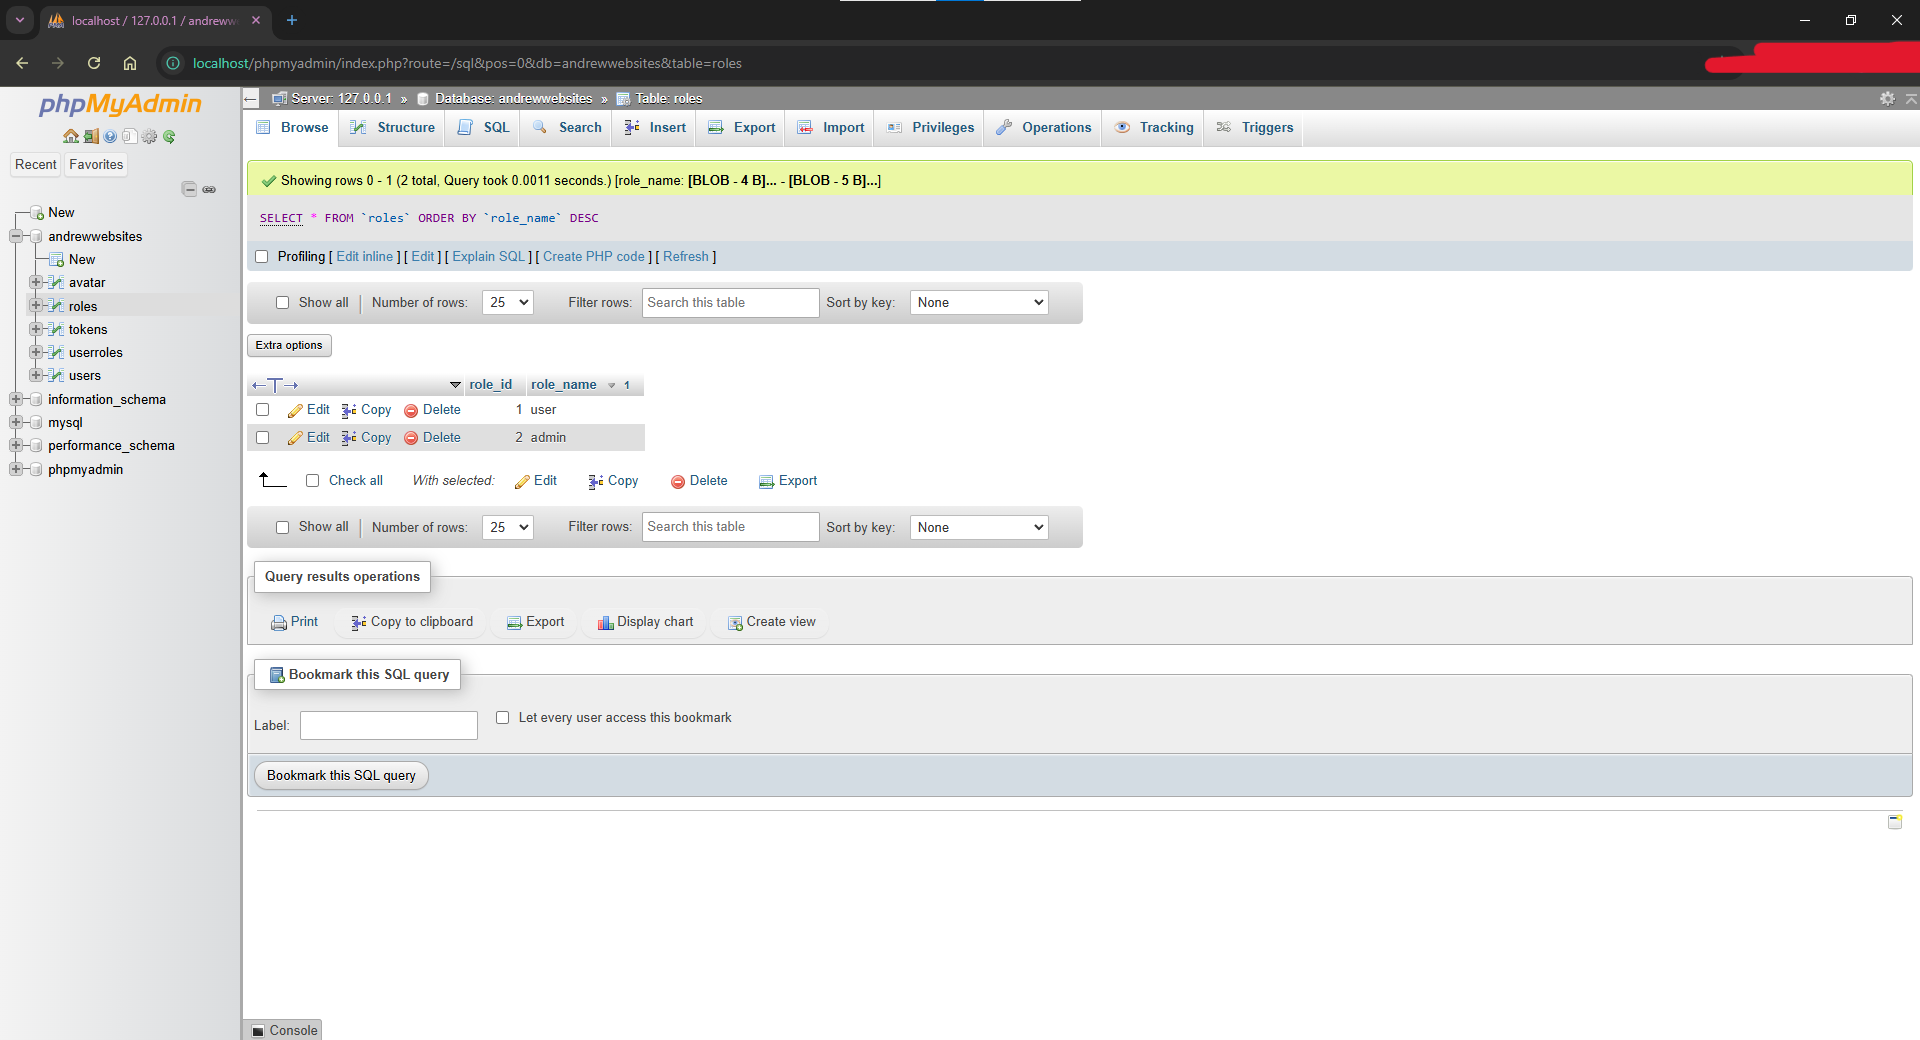 localhost / 127.0.0.1 / andrewwe
localhost/phpmyadmin/index.php?route=/sql&pos=0&db=andrewwebsites&table=roles
phpMyAdmin
Recent Favorites
New
andrewwebsites
New
avatar
roles
tokens
userroles
users
information_schema
mysql
performance_schema
phpmyadmin
Server: 127.0.0.1 » Database: andrewwebsites » Table: roles
Browse Structure SQL Search Insert Export Import Privileges Operations Tracking Triggers
Showing rows 0 - 1 (2 total, Query took 0.0011 seconds.) [role_name: [BLOB - 4 B]... - [BLOB - 5 B]...]
SELECT * FROM `roles` ORDER BY `role_name` DESC
Profiling [ Edit inline ] [ Edit ] [ Explain SQL ] [ Create PHP code ] [ Refresh ]
Show all Number of rows: 25 Filter rows: Search this table Sort by key: None
Extra options
role_id role_name 1
Edit Copy Delete 1 user
Edit Copy Delete 2 admin
Check all With selected: Edit Copy Delete Export
Show all Number of rows: 25 Filter rows: Search this table Sort by key: None
Query results operations
Print Copy to clipboard Export Display chart Create view
Bookmark this SQL query
Label: Let every user access this bookmark
Bookmark this SQL query
Console